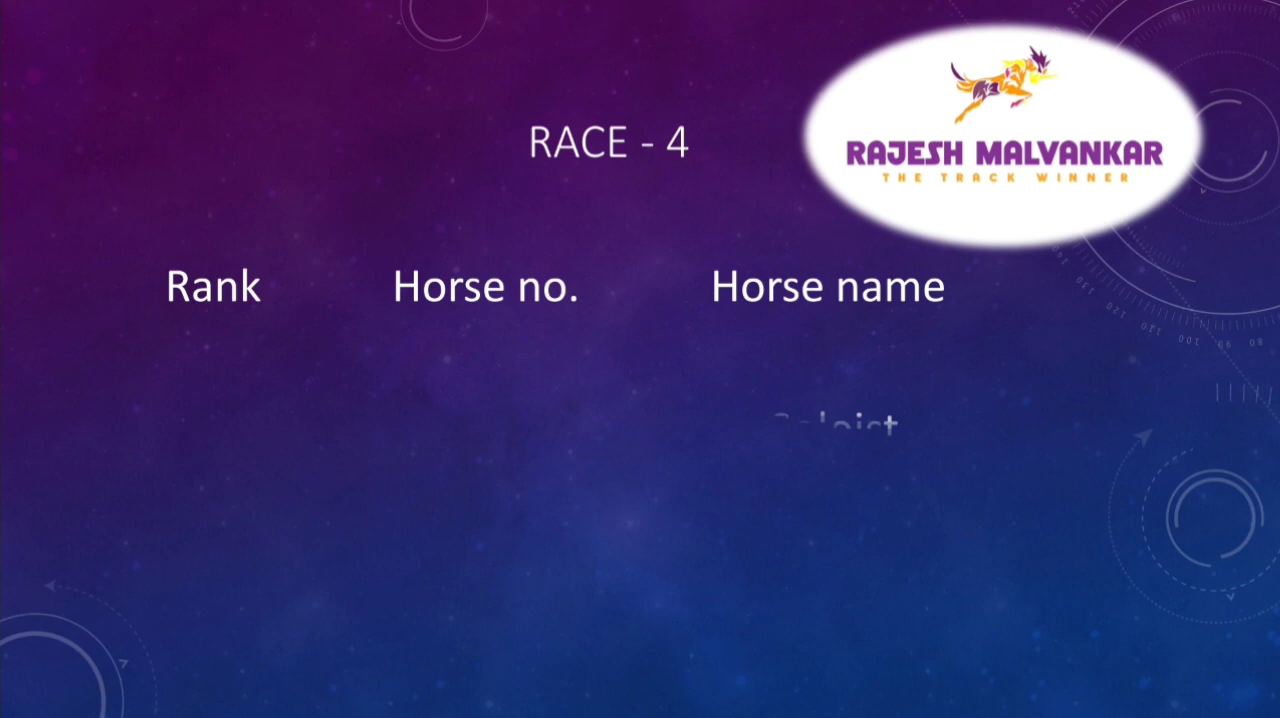 RACE - 4
RAJESH MALVANKAR
THE TRACK WINNER
Rank Horse no. Horse name